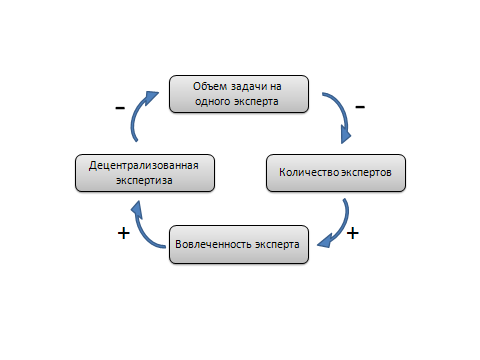 Объем задачи на
одного эксперта
–
–
Децентрализованная
экспертиза
Количество экспертов
+
Вовлеченность эксперта
+